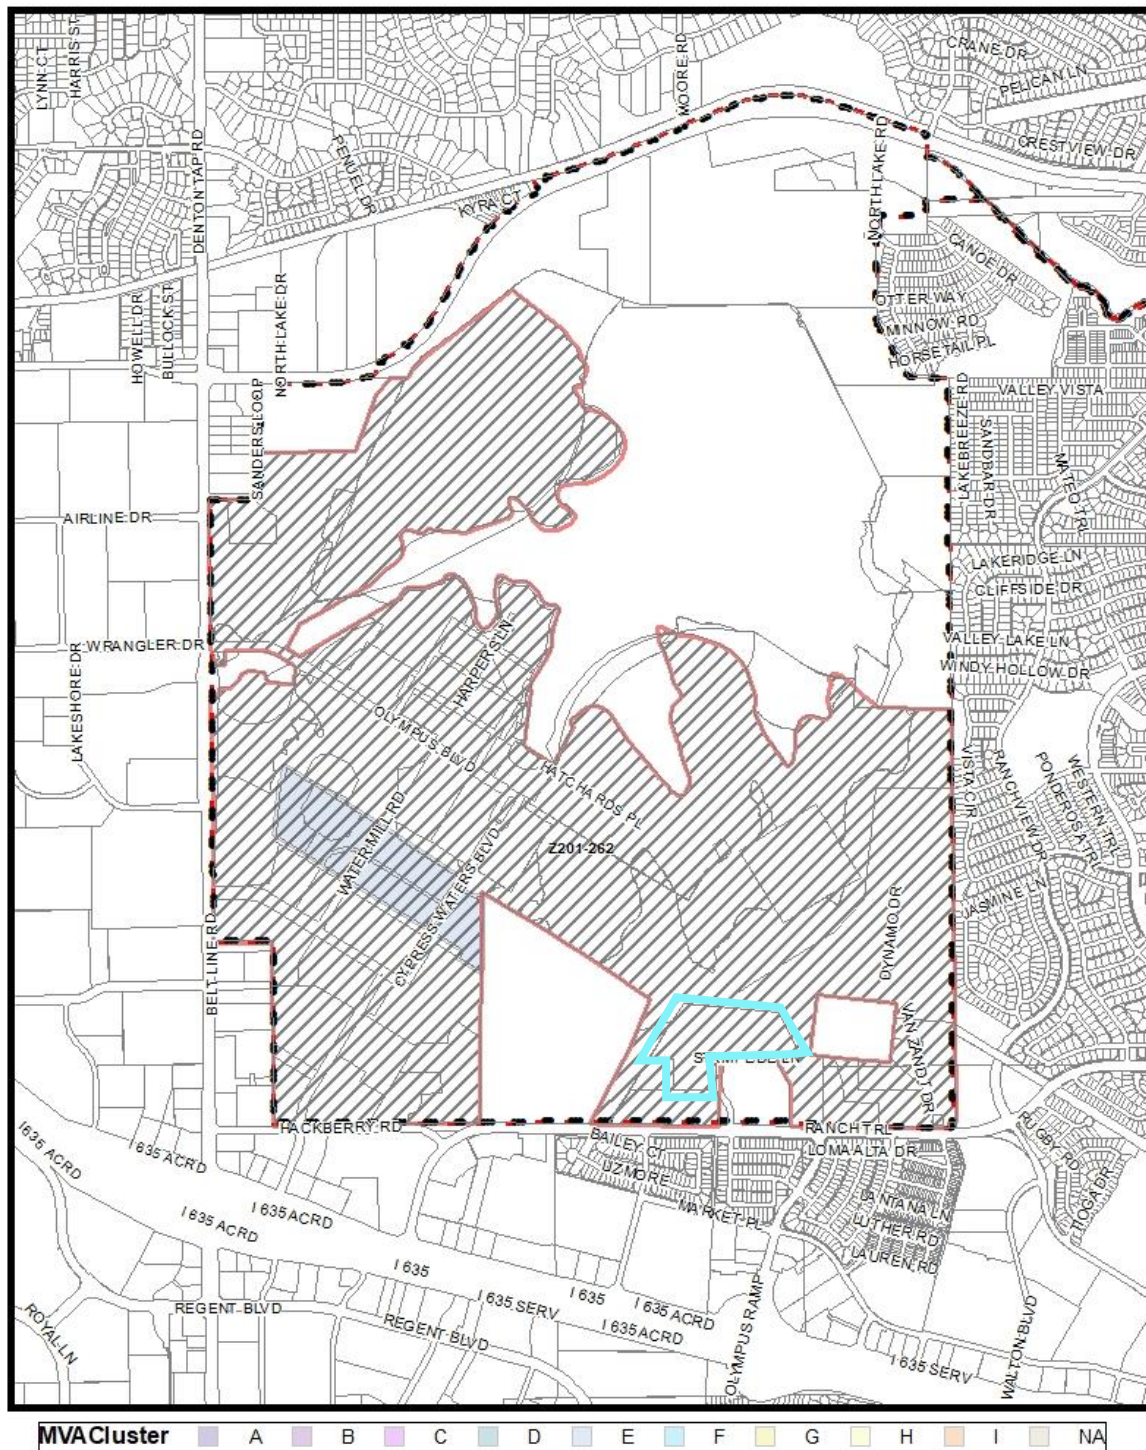 CRANE DR
PELICAN LN
CRESTVIEW DR
LYNN CT
HARRIS ST
MOORE RD
DENTON TAP RD
PENUEL DR
KYRA CT
NORTH LAKE RD
CANOE DR
OTTER WAY
MINNOW RD
HORSETAIL PL
HOWELL DR
BULLOCK ST
NORTH LAKE DR
SANDERS LOOP
VALLEY VISTA
LAKEBREEZE RD
SANDBAR DR
MATEO TRL
AIRLINE DR
LAKERIDGE LN
CLIFFSIDE DR
WRANGLER DR
LAKESHORE DR
HARPERS LN
VALLEY LAKE LN
WINDY HOLLOW DR
OLYMPUS BLVD
HATCHARDS PL
VISTA CIR
RANCHVIEW DR
PONDEROSA TRL
WESTERN TRL
WATER MILL RD
CYPRESS WATERS BLVD
Z201-262
JASMINE LN
DYNAMO DR
BELT LINE RD
VAN ZANDT DR
HACKBERRY RD
RANCH TRL
BAILEY CT
LOMA ALTA DR
RUGBY RD
TIOGA DR
UZMORE
MARKET PL
LANTANA LN
LUTHER RD
LAUREN RD
I 635 ACRD
I 635 ACRD
I 635 ACRD
I 635 ACRD
I 635
I 635 SERV
I 635
I 635 ACRD
I 635 ACRD
I 635 SERV
REGENT BLVD
REGENT BLVD
ROYAL LN
OLYMPUS RAMP
WALTON BLVD
MVACluster A B C D E F G H I NA